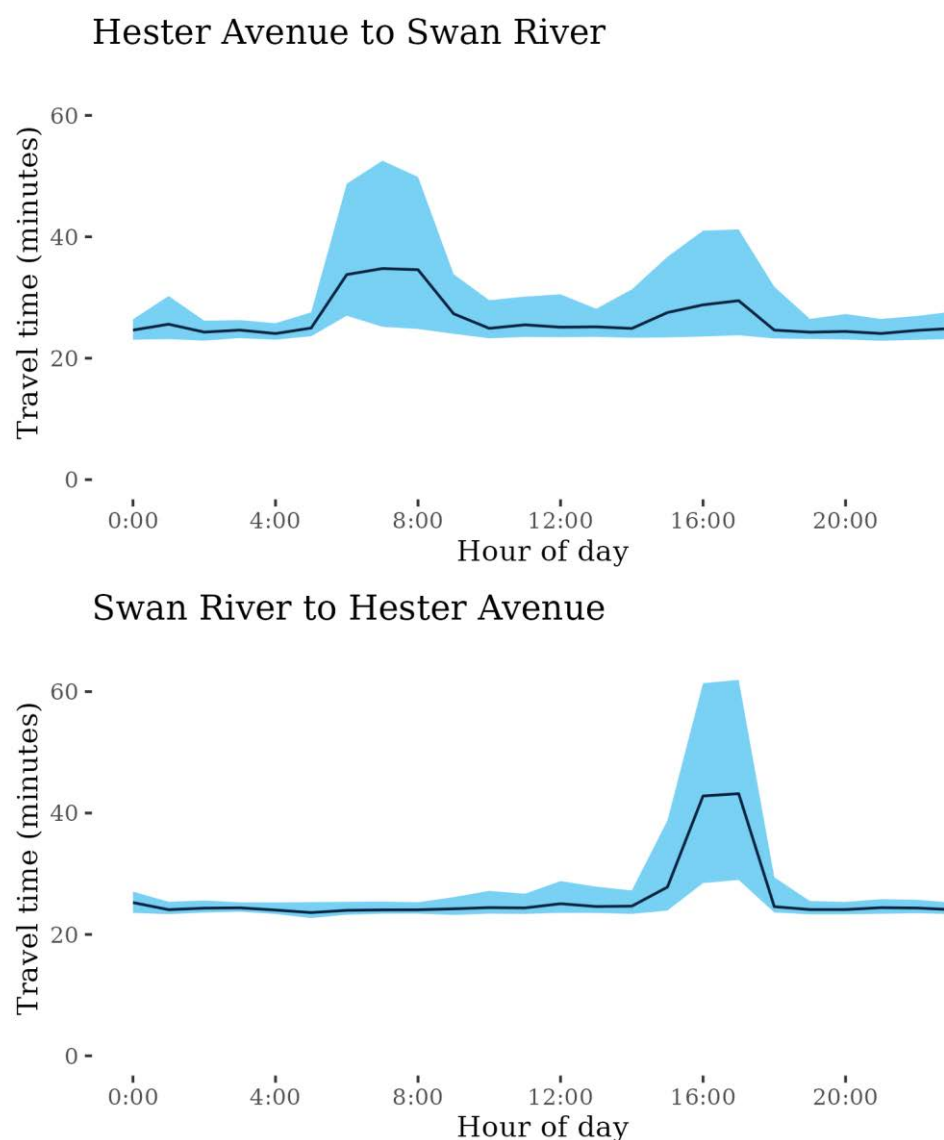 Hester Avenue to Swan River
Travel time (minutes)
60
40
20
0
0:00 4:00 8:00 12:00 16:00 20:00
Hour of day
Swan River to Hester Avenue
Travel time (minutes)
60
40
20
0
0:00 4:00 8:00 12:00 16:00 20:00
Hour of day